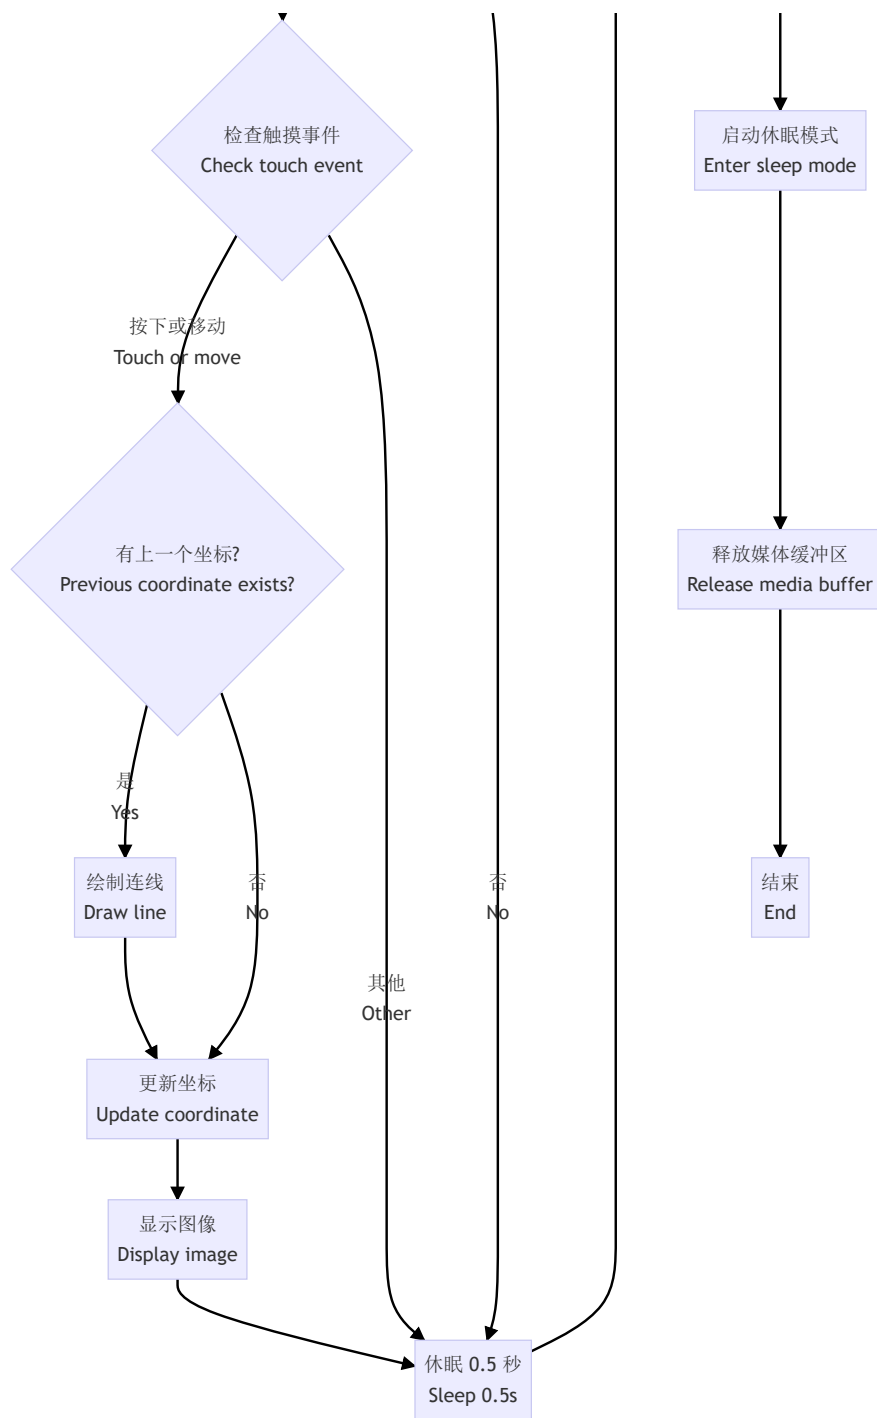 检查触摸事件
Check touch event
启动休眠模式
Enter sleep mode
按下或移动
Touch or move
有上一个坐标?
Previous coordinate exists?
释放媒体缓冲区
Release media buffer
是
Yes
绘制连线
Draw line
否
No
否
No
结束
End
其他
Other
更新坐标
Update coordinate
显示图像
Display image
休眠 0.5 秒
Sleep 0.5s